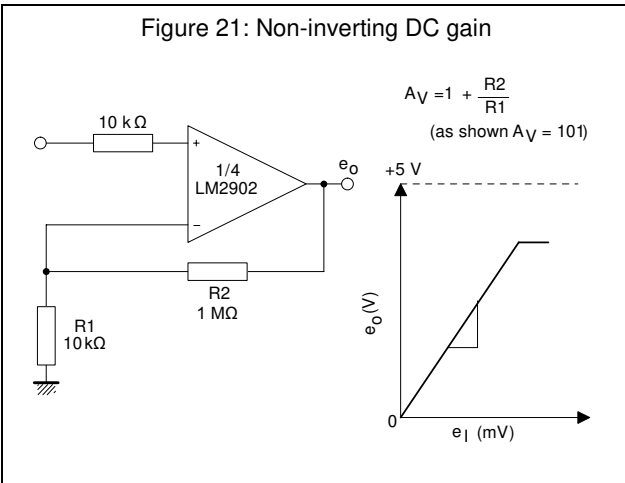 Figure 21: Non-inverting DC gain
A_V =1 + R2
R1
(as shown A_V = 101)
10 kΩ
+
1/4
LM2902
e_o
+5 V
−
R2
1 MΩ
R1
10kΩ
e_o (V)
0
e_I (mV)